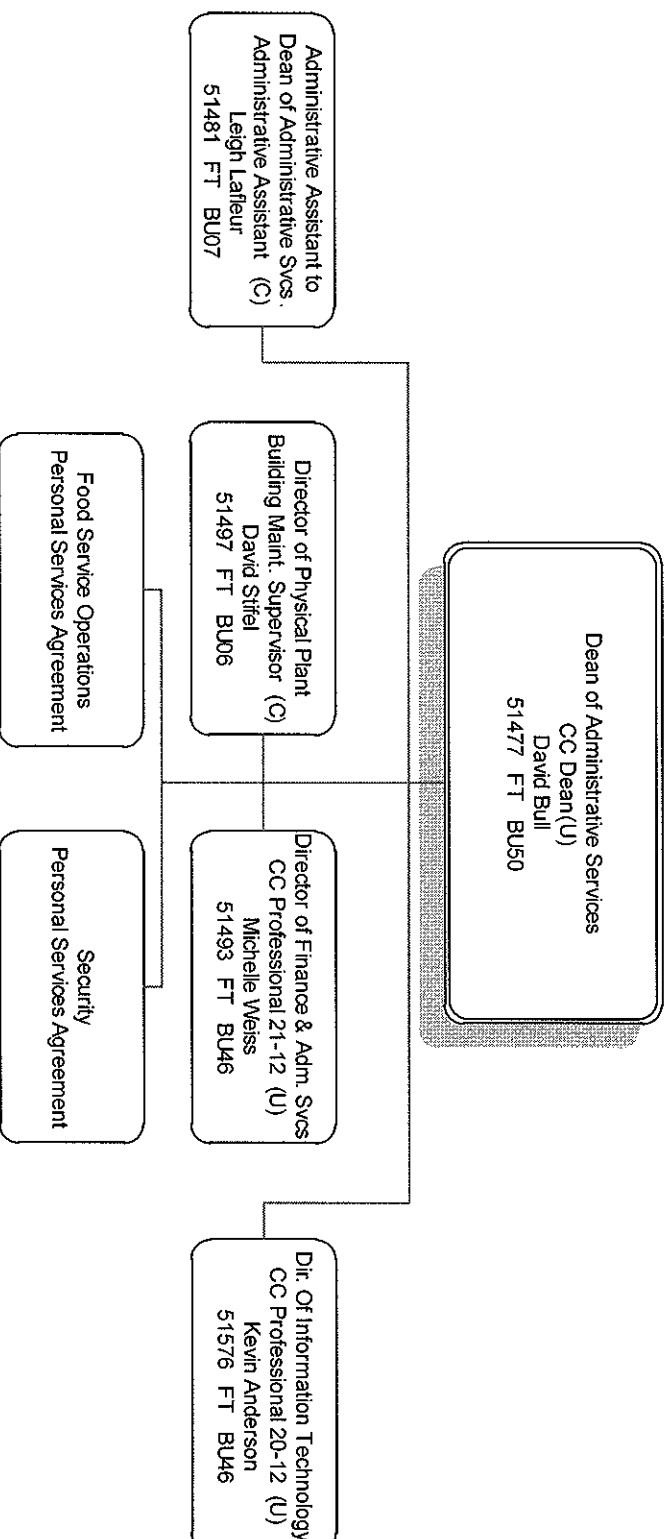 Dean of Administrative Services
CC Dean(U)
David Bull
51477 FT BU50
Administrative Assistant to
Dean of Administrative Svcs.
Administrative Assistant (C)
Leigh Lafleur
51481 FT BU07
Director of Physical Plant
Building Maint. Supervisor (C)
David Stifel
51497 FT BU06
Director of Finance & Adm. Svcs
CC Professional 21-12 (U)
Michelle Weiss
51493 FT BU46
Dir. Of Information Technology
CC Professional 20-12 (U)
Kevin Anderson
51576 FT BU46
Food Service Operations
Personal Services Agreement
Security
Personal Services Agreement